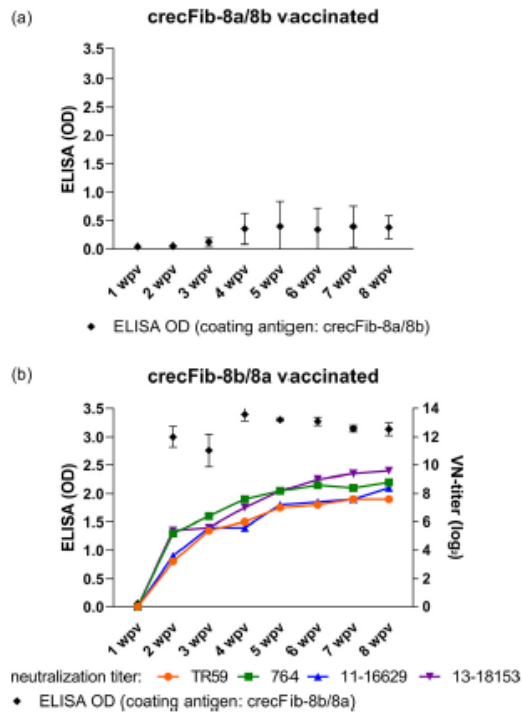 (a)
crecFib-8a/8b vaccinated
3.5
3.0
2.5
2.0
1.5
1.0
0.5
0.0
ELISA (OD)
1 wpv 2 wpv 3 wpv 4 wpv 5 wpv 6 wpv 7 wpv 8 wpv
◆ ELISA OD (coating antigen: crecFib-8a/8b)
(b)
crecFib-8b/8a vaccinated
3.5 14
3.0 12
2.5 10
2.0 8
1.5 6
1.0 4
0.5 2
0.0 0
ELISA (OD)
VN-titer (log₃)
1 wpv 2 wpv 3 wpv 4 wpv 5 wpv 6 wpv 7 wpv 8 wpv
neutralization titer: TR59 764 11-16629 13-18153
◆ ELISA OD (coating antigen: crecFib-8b/8a)